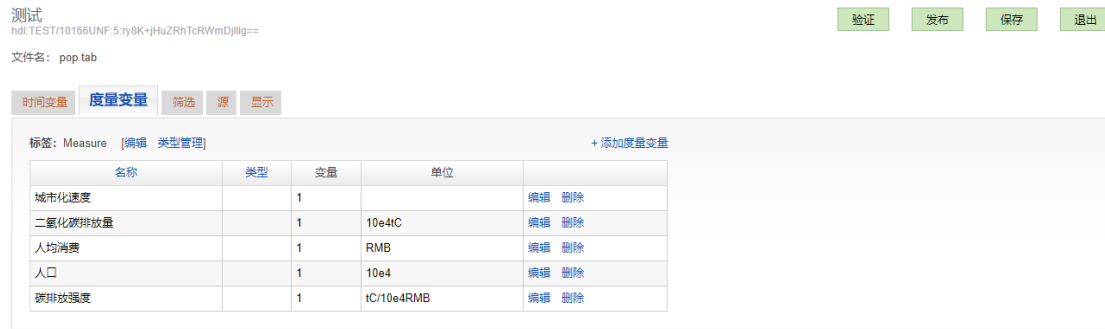 测试
验证 发布 保存 退出
hdl:TEST/10166UNF:5:ry8K+jHuZRhTcRWmDjlllg==
文件名: pop.tab
时间变量 度量变量 筛选 源 显示
标签: Measure [编辑 类型管理] + 添加度量变量
名称 类型 变量 单位
城市化速度 1 编辑 删除
二氧化碳排放量 1 10e4tC 编辑 删除
人均消费 1 RMB 编辑 删除
人口 1 10e4 编辑 删除
碳排放强度 1 tC/10e4RMB 编辑 删除